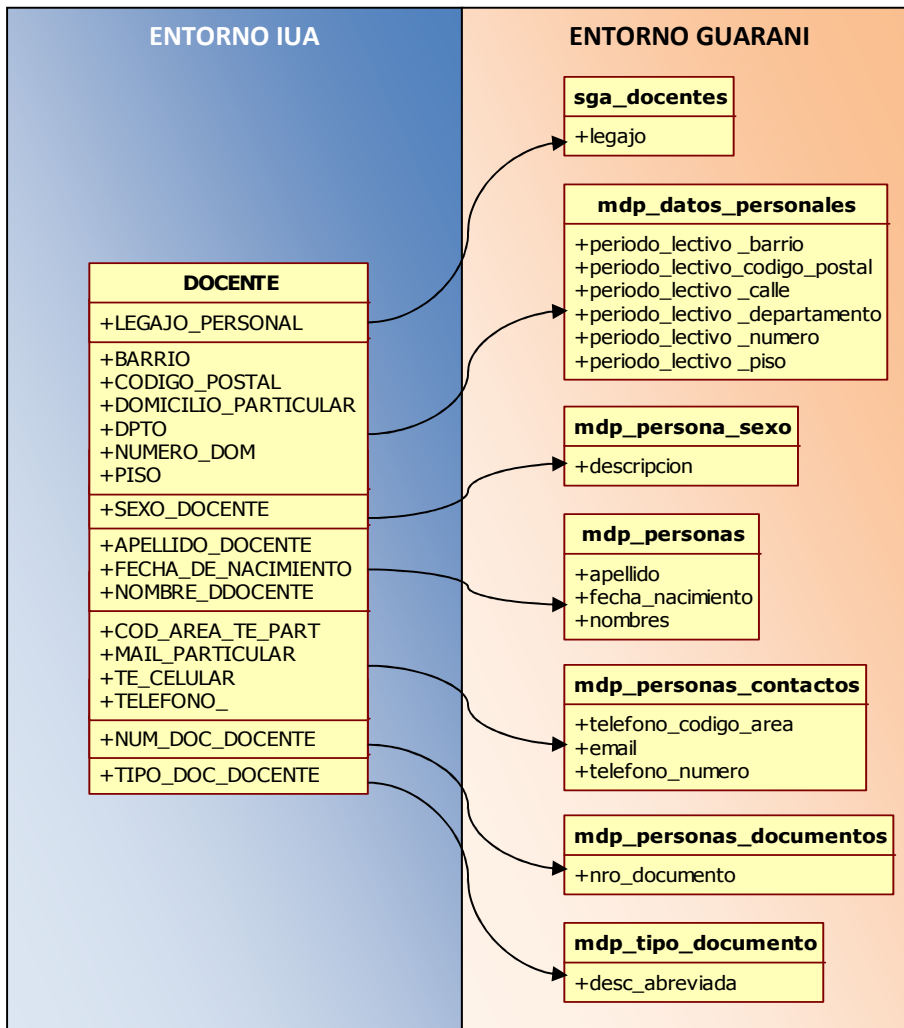 ENTORNO IUA
DOCENTE
+LEGAJO_PERSONAL
+BARRIO
+CODIGO_POSTAL
+DOMICILIO_PARTICULAR
+DPTO
+NUMERO_DOM
+PISO
+SEXO_DOCENTE
+APELLIDO_DOCENTE
+FECHA_DE_NACIMIENTO
+NOMBRE_DDOCENTE
+COD_AREA_TE_PART
+MAIL_PARTICULAR
+TE_CELULAR
+TELEFONO_
+NUM_DOC_DOCENTE
+TIPO_DOC_DOCENTE
ENTORNO GUARANI
sga_docentes
+legajo
mdp_datos_personales
+periodo_lectivo _barrio
+periodo_lectivo_codigo_postal
+periodo_lectivo _calle
+periodo_lectivo _departamento
+periodo_lectivo _numero
+periodo_lectivo _piso
mdp_persona_sexo
+descripcion
mdp_personas
+apellido
+fecha_nacimiento
+nombres
mdp_personas_contactos
+telefono_codigo_area
+email
+telefono_numero
mdp_personas_documentos
+nro_documento
mdp_tipo_documento
+desc_abreviada